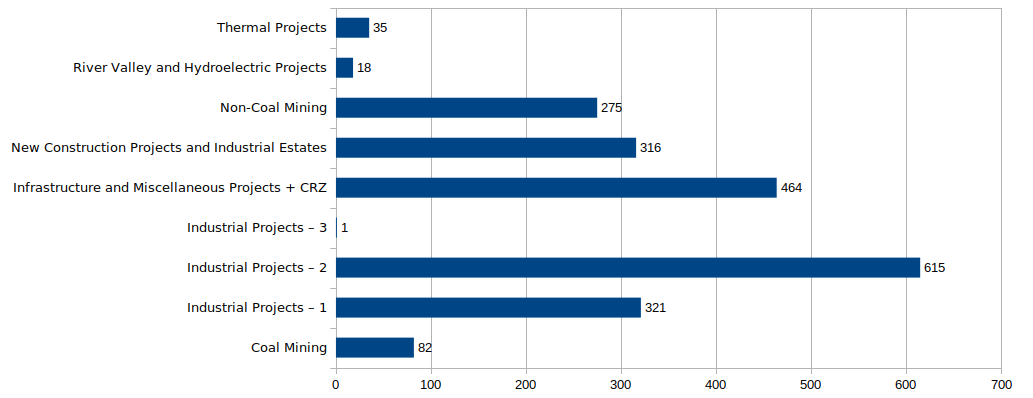 Thermal Projects 35
River Valley and Hydroelectric Projects 18
Non-Coal Mining 275
New Construction Projects and Industrial Estates 316
Infrastructure and Miscellaneous Projects + CRZ 464
Industrial Projects – 3 1
Industrial Projects – 2 615
Industrial Projects – 1 321
Coal Mining 82
0 100 200 300 400 500 600 700